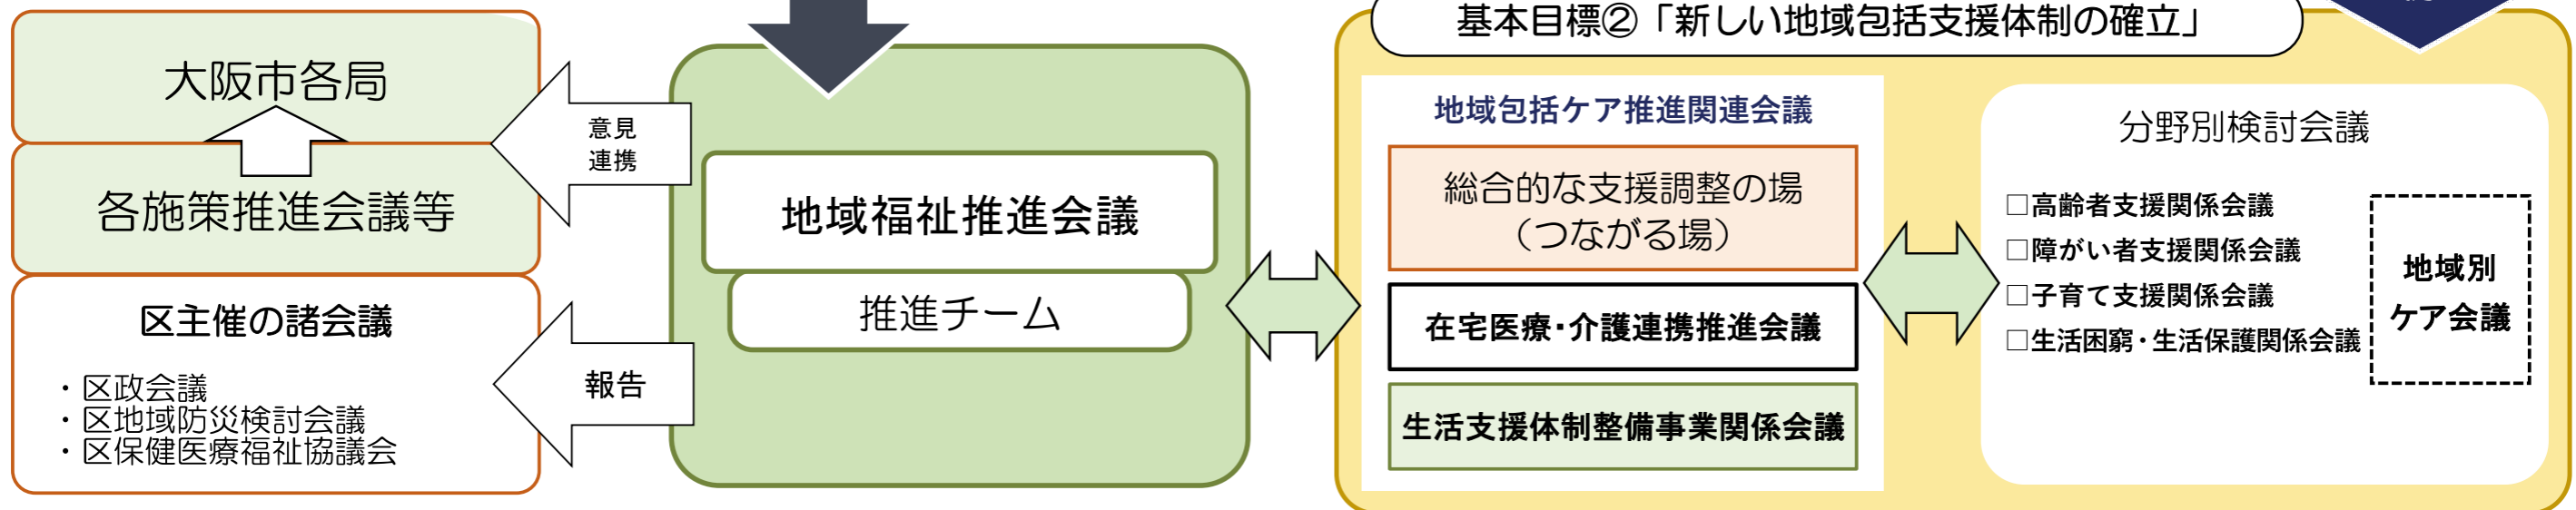 基本目標②「新しい地域包括支援体制の確立」
大阪市各局
各施策推進会議等
区主催の諸会議
・区政会議
・区地域防災検討会議
・区保健医療福祉協議会
意見
連携
報告
地域福祉推進会議
推進チーム
地域包括ケア推進関連会議
総合的な支援調整の場
（つながる場）
在宅医療・介護連携推進会議
生活支援体制整備事業関係会議
分野別検討会議
□高齢者支援関係会議
□障がい者支援関係会議
□子育て支援関係会議
□生活困窮・生活保護関係会議
地域別
ケア会議